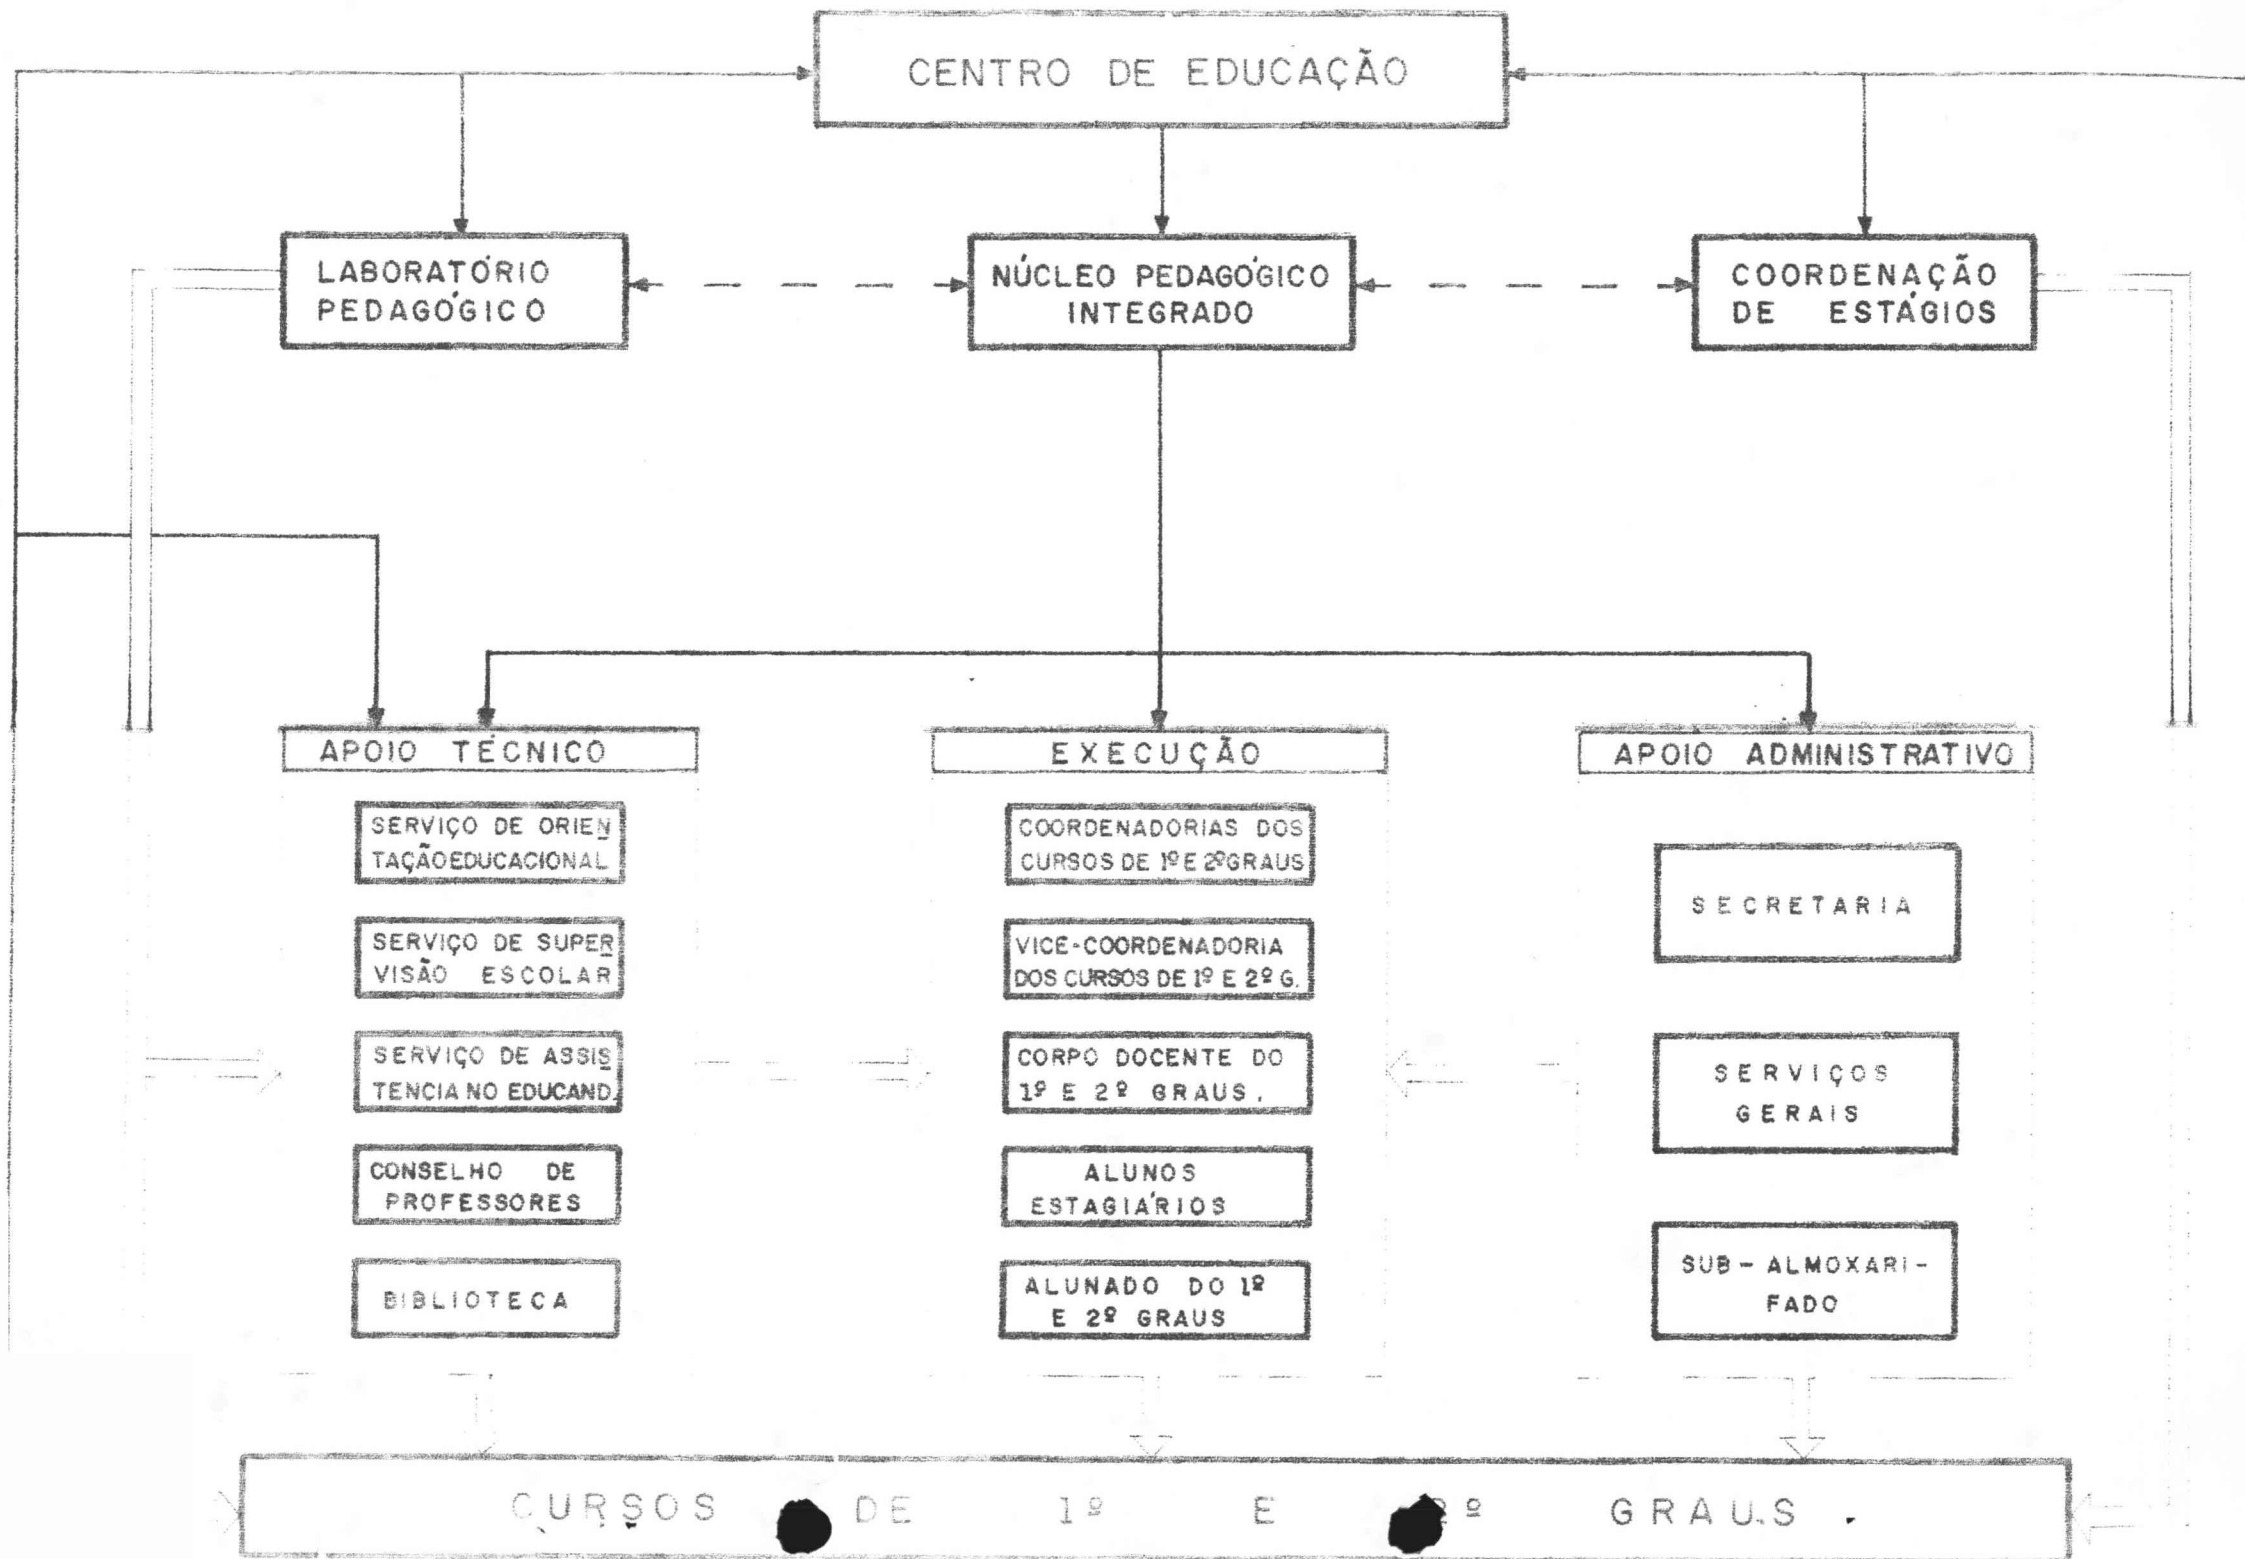 CENTRO DE EDUCAÇÃO
LABORATÓRIO
PEDAGÓGICO
NÚCLEO PEDAGÓGICO
INTEGRADO
COORDENAÇÃO
DE ESTÁGIOS
APOIO TÉCNICO
SERVIÇO DE ORIEN
TAÇÃO EDUCACIONAL
SERVIÇO DE SUPER
VISÃO ESCOLAR
SERVIÇO DE ASSIS
TENCIA NO EDUCAND.
CONSELHO DE
PROFESSORES
BIBLIOTECA
EXECUÇÃO
COORDENADORIAS DOS
CURSOS DE 1º E 2º GRAUS
VICE-COORDENADORIA
DOS CURSOS DE 1º E 2º G.
CORPO DOCENTE DO
1º E 2º GRAUS.
ALUNOS
ESTAGIÁRIOS
ALUNADO DO 1º
E 2º GRAUS
APOIO ADMINISTRATIVO
SECRETARIA
SERVIÇOS
GERAIS
SUB-ALMOXARI-
FADO
CURSOS DE 1º E 2º GRAUS